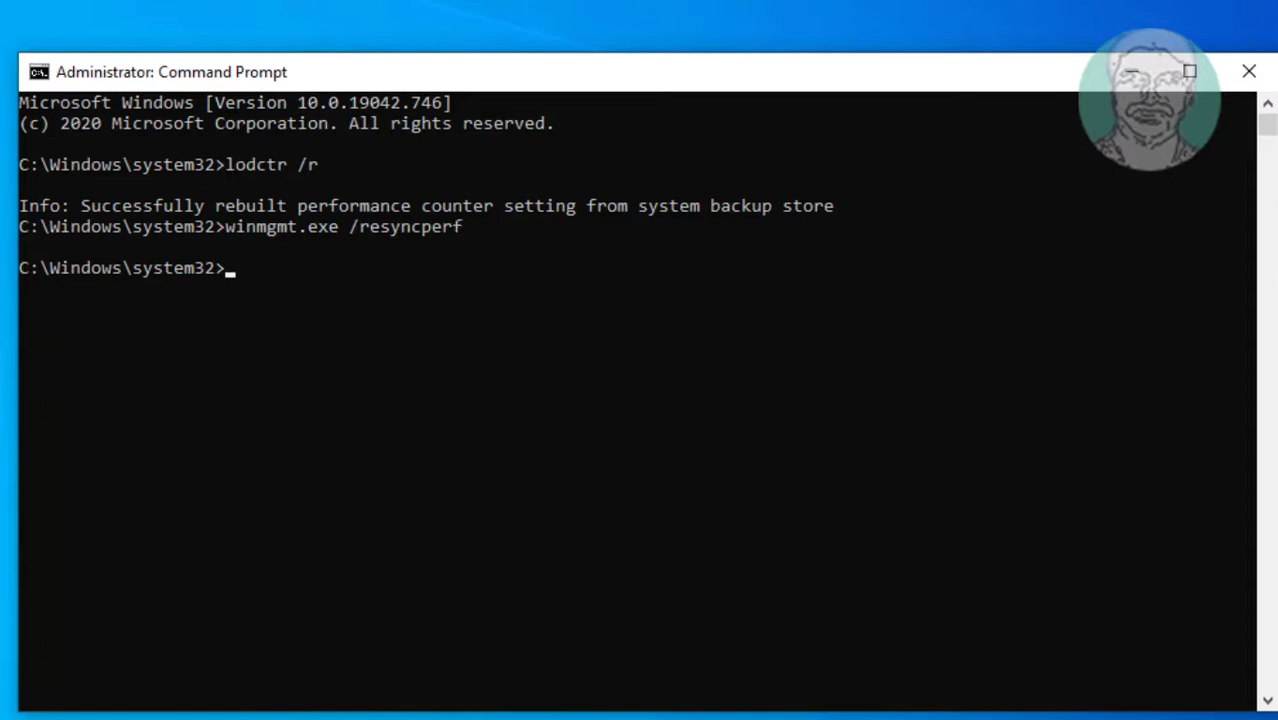 Administrator: Command Prompt
Microsoft Windows [Version 10.0.19042.746]
(c) 2020 Microsoft Corporation. All rights reserved.
C:\Windows\system32>lodctr /r
Info: Successfully rebuilt performance counter setting from system backup store
C:\Windows\system32>winmgmt.exe /resyncperf
C:\Windows\system32>